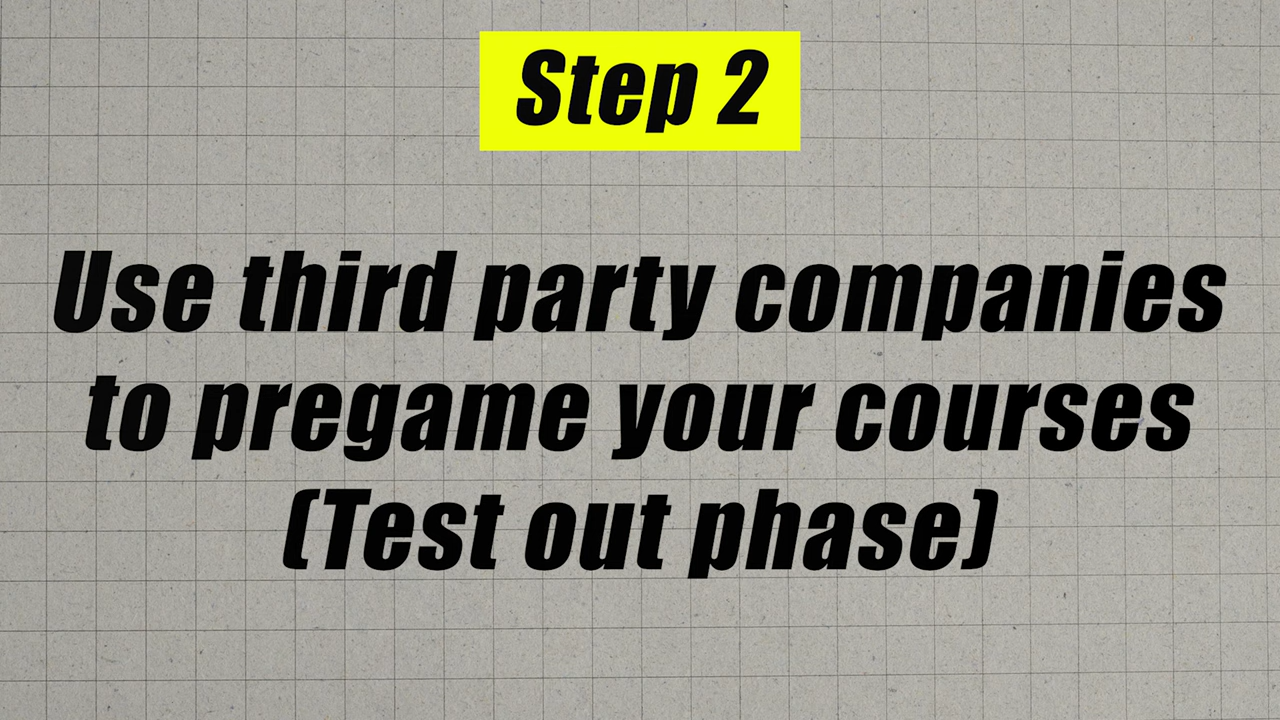 Step 2
Use third party companies
to pregame your courses
(Test out phase)